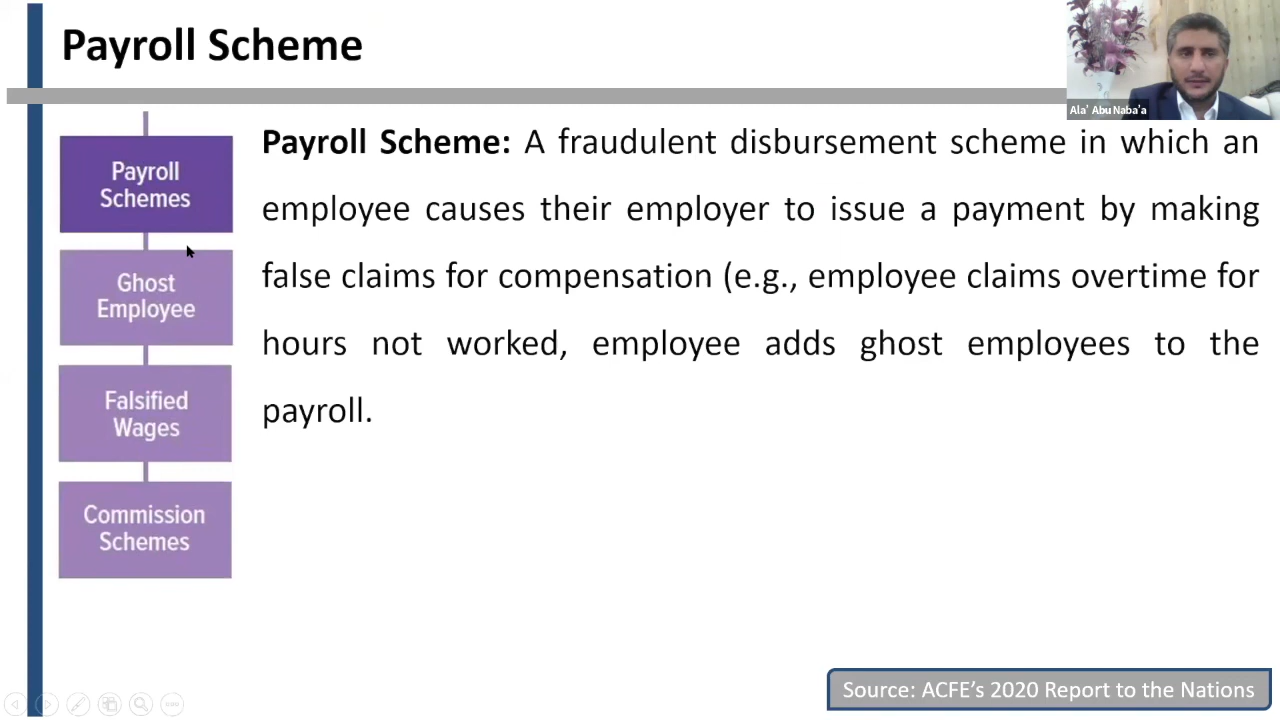 Payroll Scheme
Ala' Abu Naba'a
Payroll
Schemes
Ghost
Employee
Falsified
Wages
Commission
Schemes
Payroll Scheme: A fraudulent disbursement scheme in which an
employee causes their employer to issue a payment by making
false claims for compensation (e.g., employee claims overtime for
hours not worked, employee adds ghost employees to the
payroll.
Source: ACFE's 2020 Report to the Nations